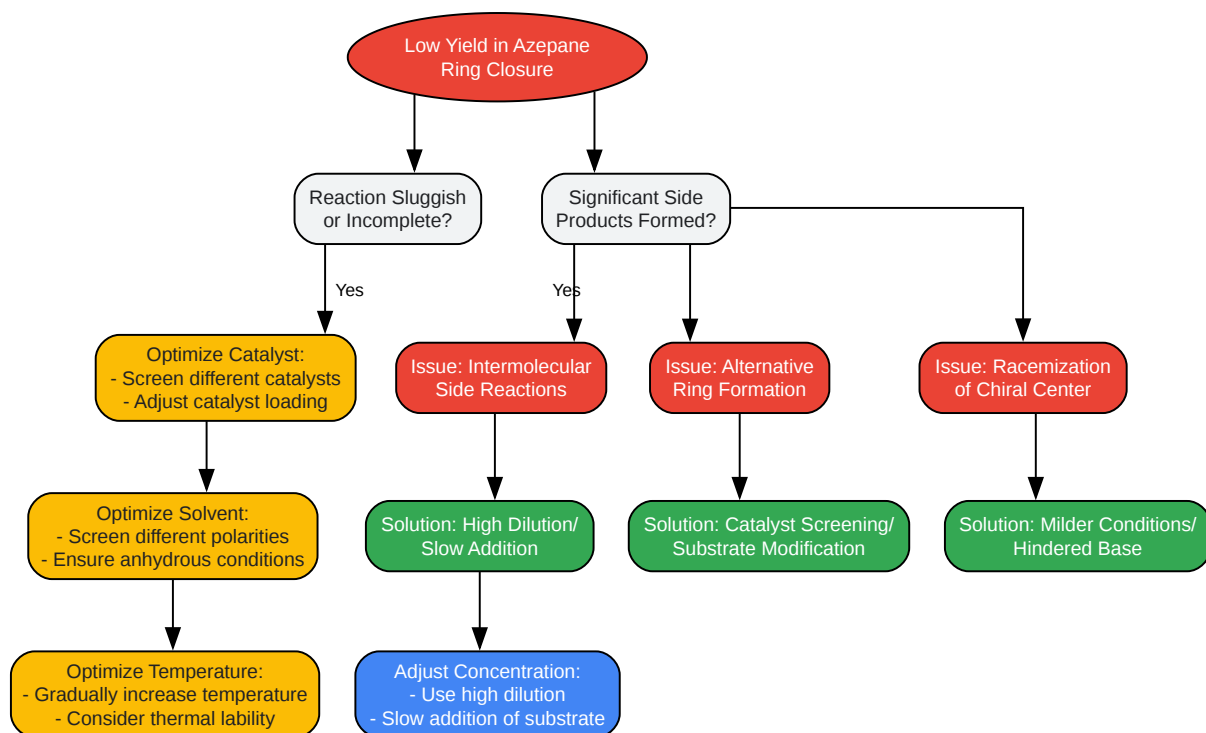 Low Yield in Azepane
Ring Closure
Reaction Sluggish
or Incomplete?
Significant Side
Products Formed?
Yes
Yes
Optimize Catalyst:
- Screen different catalysts
- Adjust catalyst loading
Issue: Intermolecular
Side Reactions
Issue: Alternative
Ring Formation
Issue: Racemization
of Chiral Center
Optimize Solvent:
- Screen different polarities
- Ensure anhydrous conditions
Solution: High Dilution/
Slow Addition
Solution: Catalyst Screening/
Substrate Modification
Solution: Milder Conditions/
Hindered Base
Optimize Temperature:
- Gradually increase temperature
- Consider thermal lability
Adjust Concentration:
- Use high dilution
- Slow addition of substrate